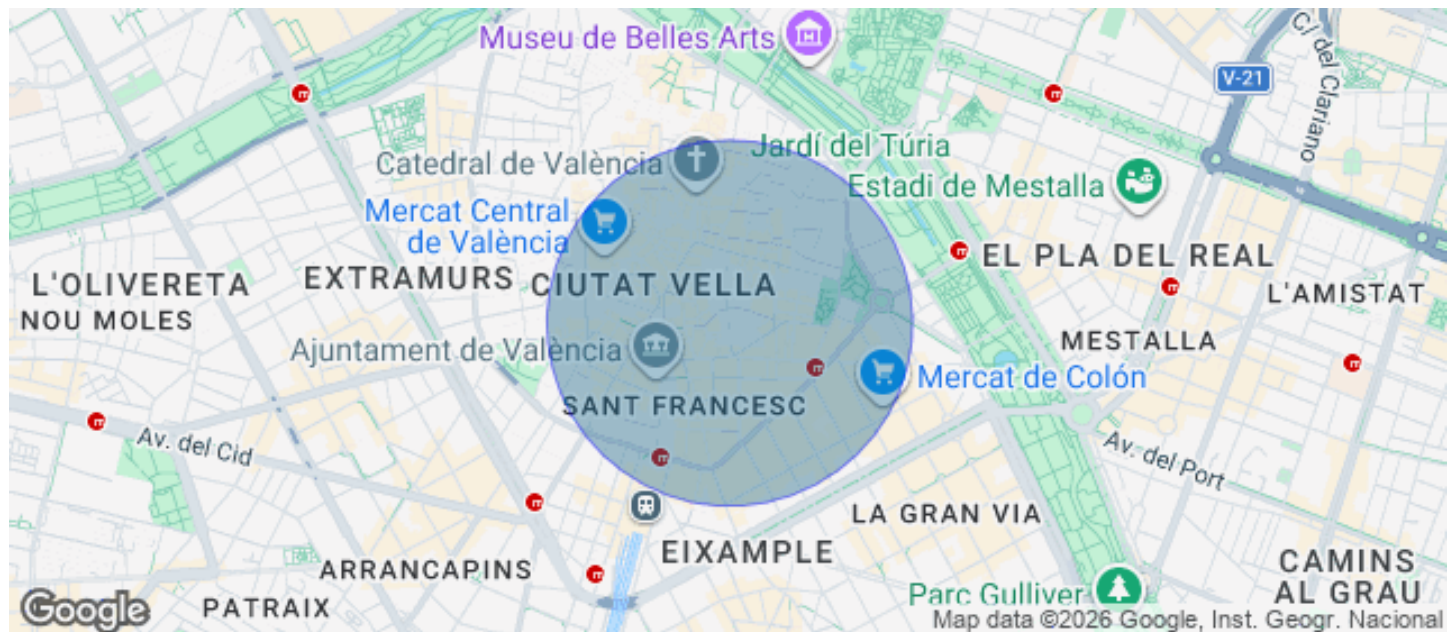 Museu de Belles Arts
V-21
C/ del Clariano
Catedral de València
Jardí del Túria
Estadi de Mestalla
Mercat Central
de València
EL PLA DEL REAL
L'OLIVERETA
EXTRAMURS
CIUTAT VELLA
L'AMISTAT
NOU MOLES
MESTALLA
Ajuntament de València
Mercat de Colón
SANT FRANCESC
Av. del Cid
Av. del Port
LA GRAN VIA
EIXAMPLE
ARRANCAPINS
CAMINS
AL GRAU
Parc Gulliver
PATRAIX
Google
Map data ©2026 Google, Inst. Geogr. Nacional